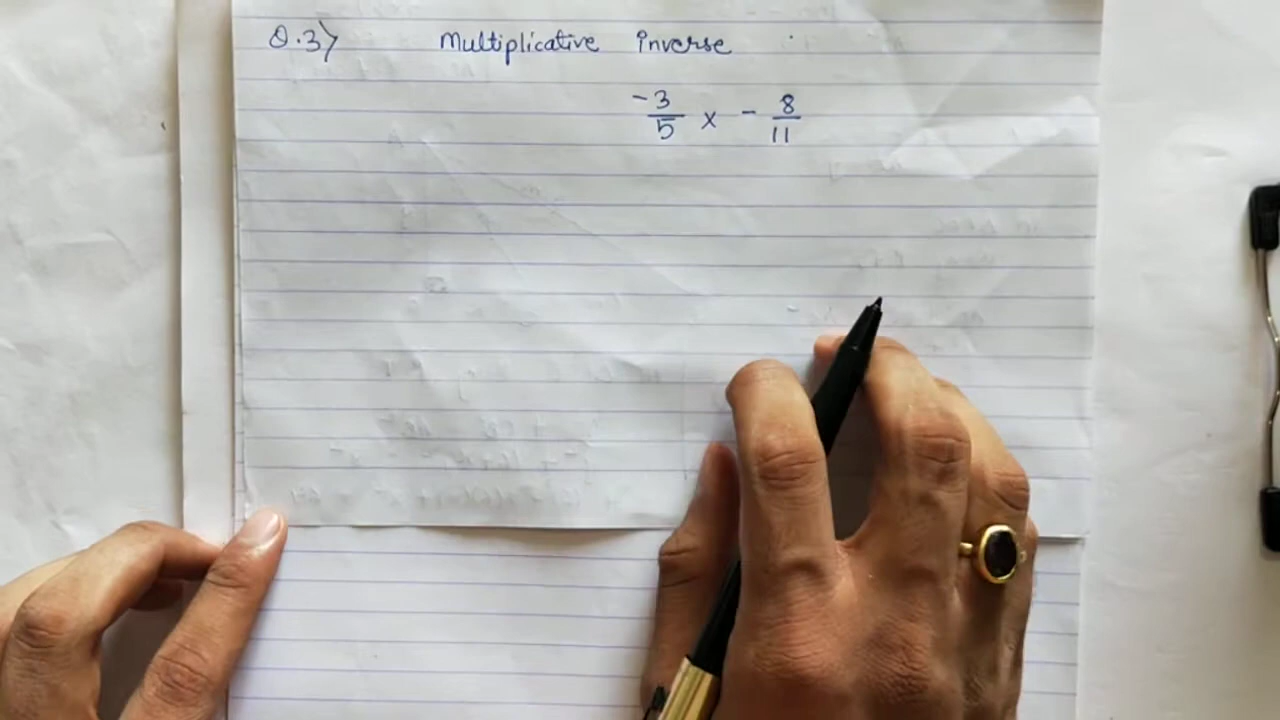 Q.3) Multiplicative inverse
-3/5 x - 8/11